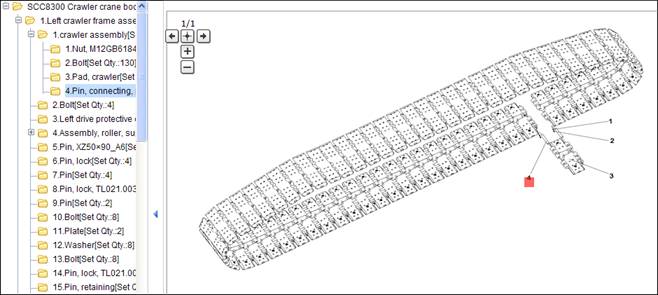 SCC8300 Crawler crane boc
1.Left crawler frame asse
1.crawler assembly[S
1.Nut, M12GB6184
2.Bolt[Set Qty.:130]
3.Pad, crawler[Set
4.Pin, connecting,
2.Bolt[Set Qty.:4]
3.Left drive protective c
4.Assembly, roller, su
5.Pin, XZ50×90_A6[Se
6.Pin, lock[Set Qty.:4]
7.Pin[Set Qty.:4]
8.Pin, lock, TL021.003
9.Pin[Set Qty.:2]
10.Bolt[Set Qty.:8]
11.Plate[Set Qty.:2]
12.Washer[Set Qty.:8]
13.Bolt[Set Qty.:8]
14.Pin, lock, TL021.00
15.Pin, retaining[Set
1/1
1
2
3
4